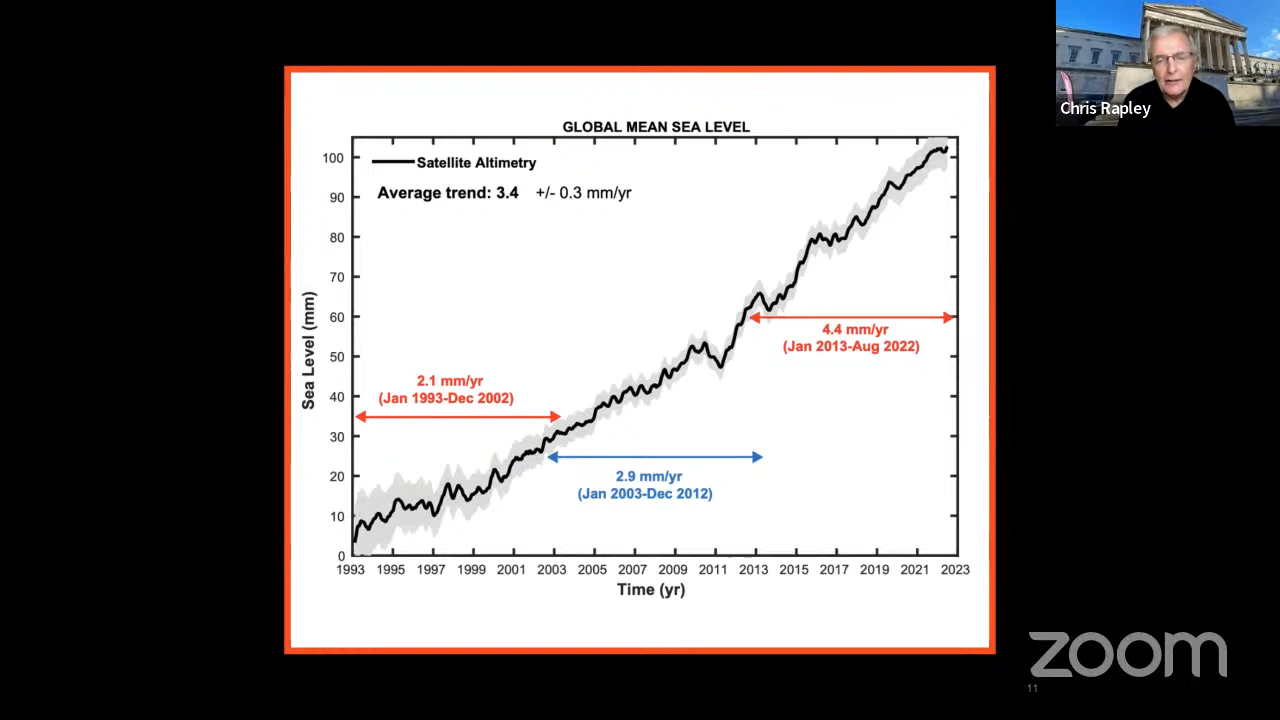 Chris Rapley
GLOBAL MEAN SEA LEVEL
Satellite Altimetry
Average trend: 3.4 +/- 0.3 mm/yr
100
90
80
70
60
50
40
30
20
10
0
Sea Level (mm)
4.4 mm/yr
(Jan 2013-Aug 2022)
2.1 mm/yr
(Jan 1993-Dec 2002)
2.9 mm/yr
(Jan 2003-Dec 2012)
1993 1995 1997 1999 2001 2003 2005 2007 2009 2011 2013 2015 2017 2019 2021 2023
Time (yr)
zoom
11